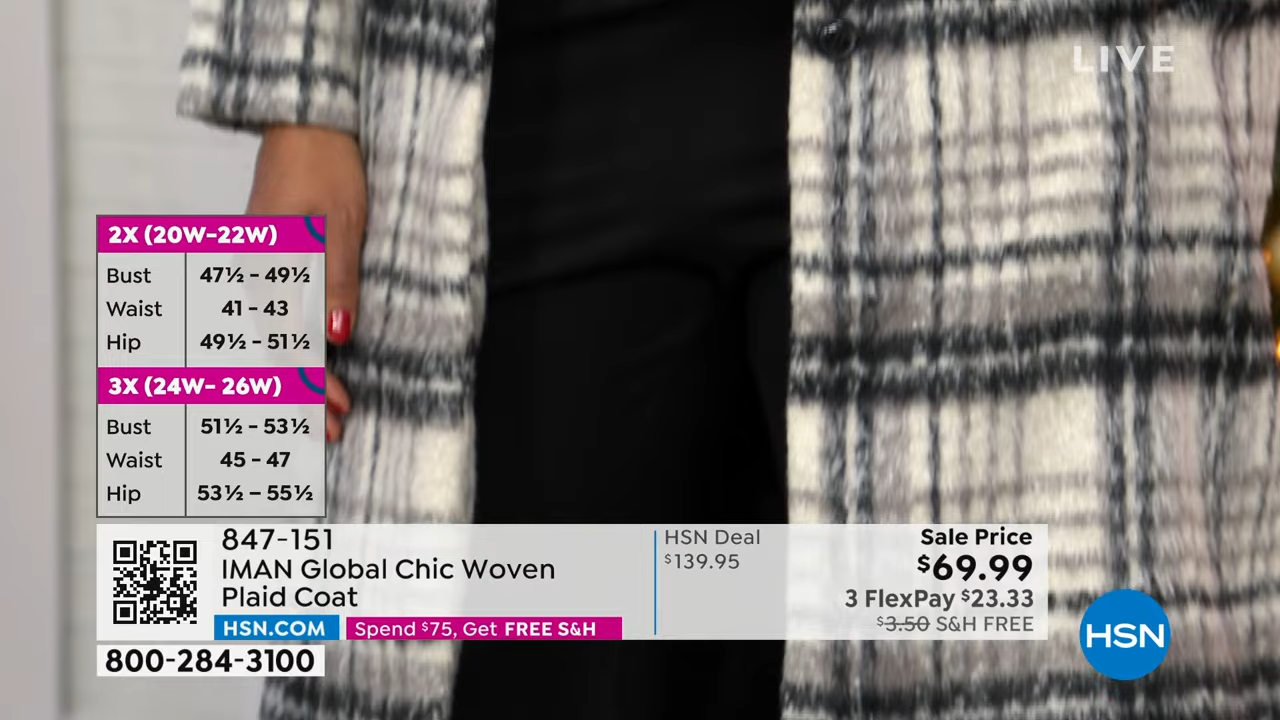 LIVE
2X (20W-22W)
Bust 47½ - 49½
Waist 41 - 43
Hip 49½ - 51½
3X (24W- 26W)
Bust 51½ - 53½
Waist 45 - 47
Hip 53½ - 55½
847-151
IMAN Global Chic Woven
Plaid Coat
HSN.COM
Spend $75, Get FREE S&H
HSN Deal
$139.95
Sale Price
$69.99
3 FlexPay $23.33
$3.50 S&H FREE
800-284-3100
HSN